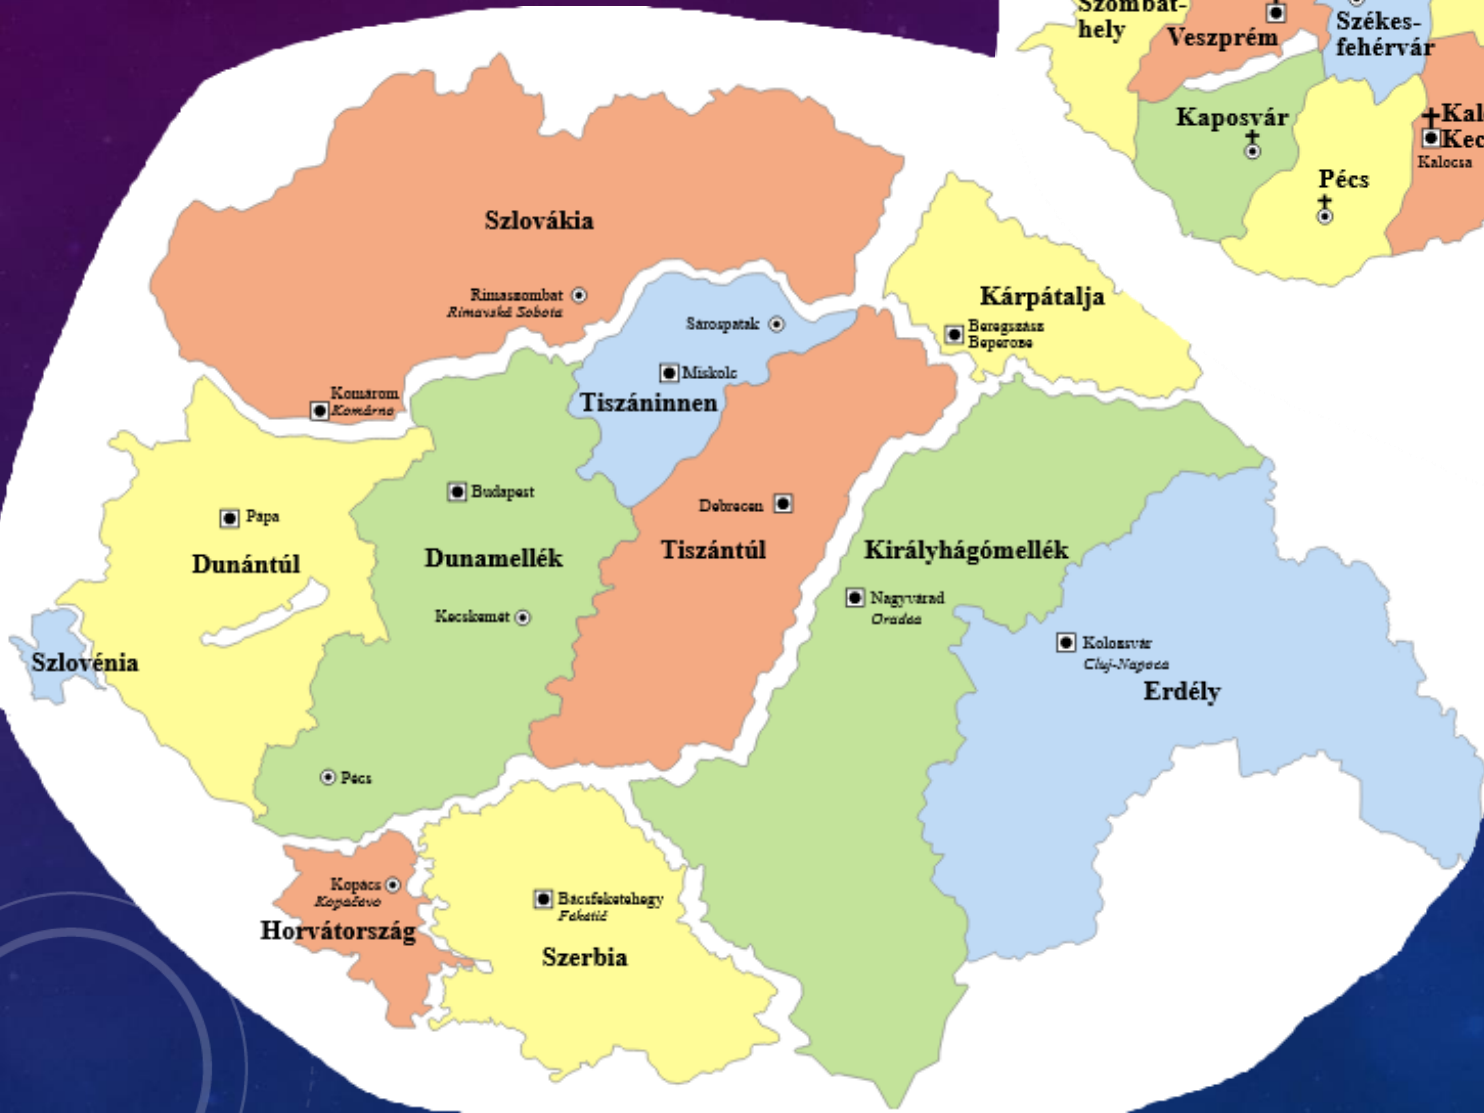 Szombat-
hely
Veszprém
Székes-
fehérvár
Kaposvár
Pécs
Kalocsa
Szlovákia
Rimaszombat
Rimavská Sobota
Komárom
Komárno
Kárpátalja
Beregszász
Sárospatak
Miskolc
Tiszáninnen
Budapest
Pápa
Dunántúl
Dunamellék
Kecskemét
Debrecen
Tiszántúl
Királyhágómellék
Nagyvárad
Oradea
Kolozsvár
Cluj-Napoca
Erdély
Szlovénia
Pécs
Kopács
Kopačevo
Horvátország
Bácsfeketehegy
Feketić
Szerbia